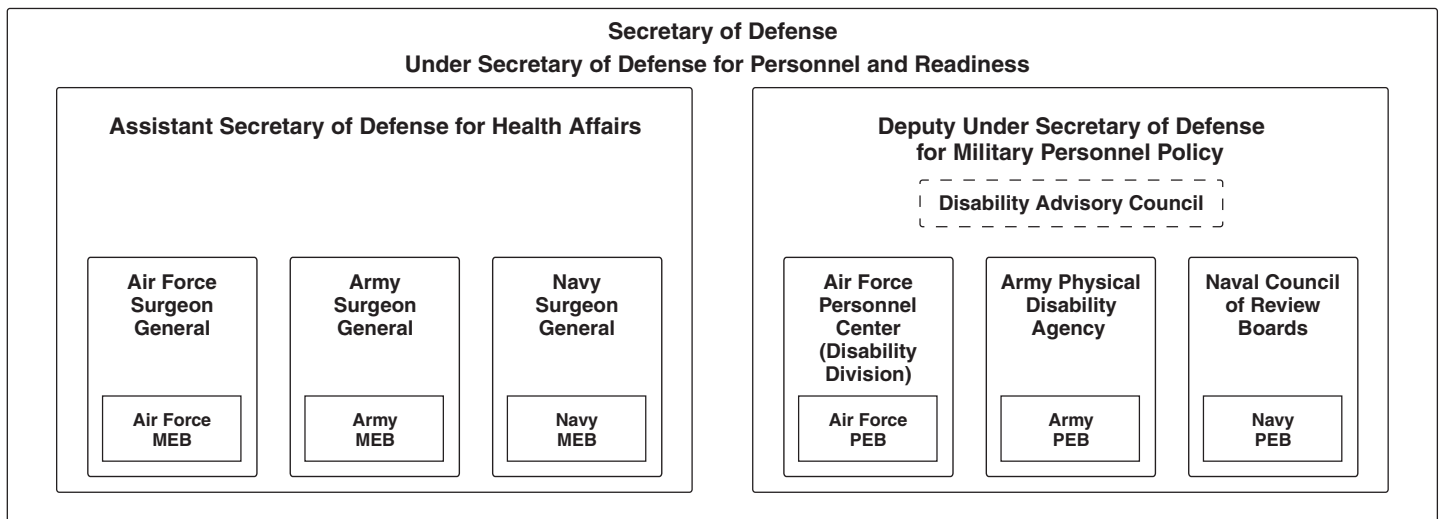 Secretary of Defense
Under Secretary of Defense for Personnel and Readiness
Assistant Secretary of Defense for Health Affairs
Air Force
Surgeon
General
Air Force
MEB
Army
Surgeon
General
Army
MEB
Navy
Surgeon
General
Navy
MEB
Deputy Under Secretary of Defense
for Military Personnel Policy
Disability Advisory Council
Air Force
Personnel
Center
(Disability
Division)
Air Force
PEB
Army Physical
Disability
Agency
Army
PEB
Naval Council
of Review
Boards
Navy
PEB